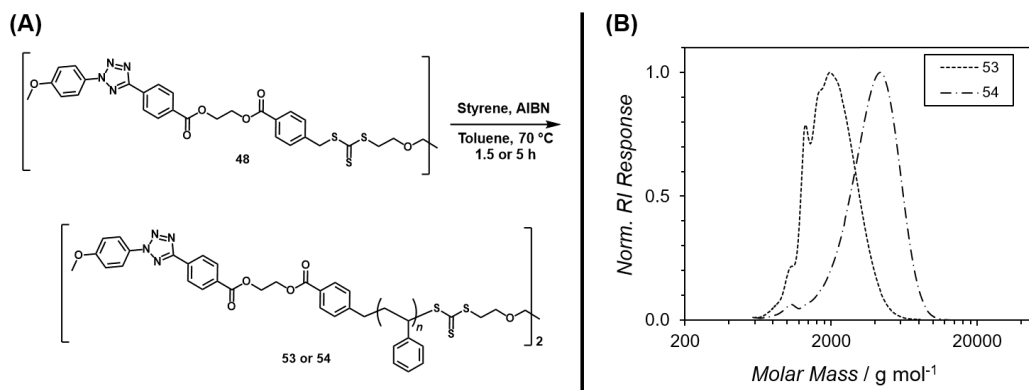 (A)
O
N N
N N
O
O
O
O
S S
S
O
48
Styrene, AIBN
Toluene, 70 °C
1.5 or 5 h
O
N N
N N
O
O
O
O
n
S S
S
O
2
53 or 54
(B)
53
54
Norm. RI Response
1.0
0.5
0.0
200 2000 20000
Molar Mass / g mol-1